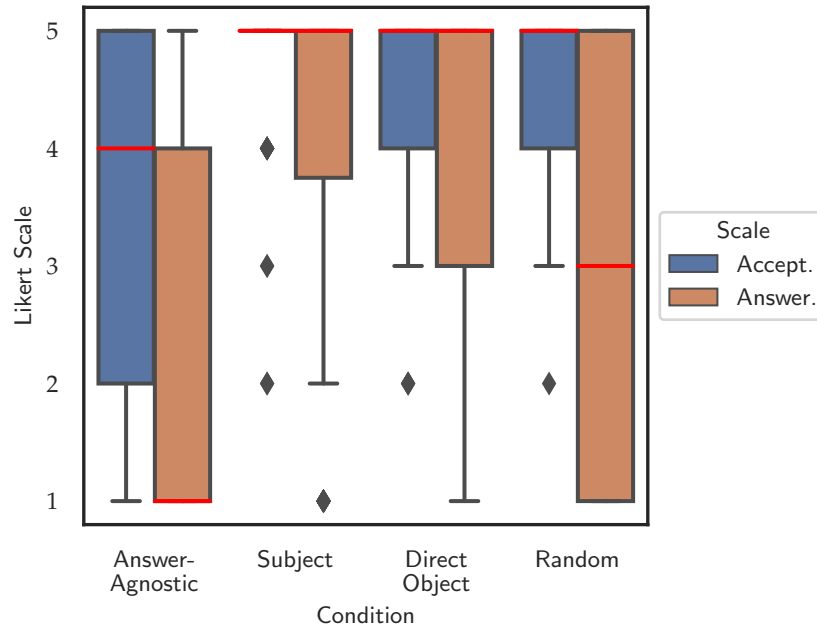 5
4
3
2
1
Likert Scale
Answer-
Agnostic
Subject
Direct
Object
Random
Condition
Scale
Accept.
Answer.